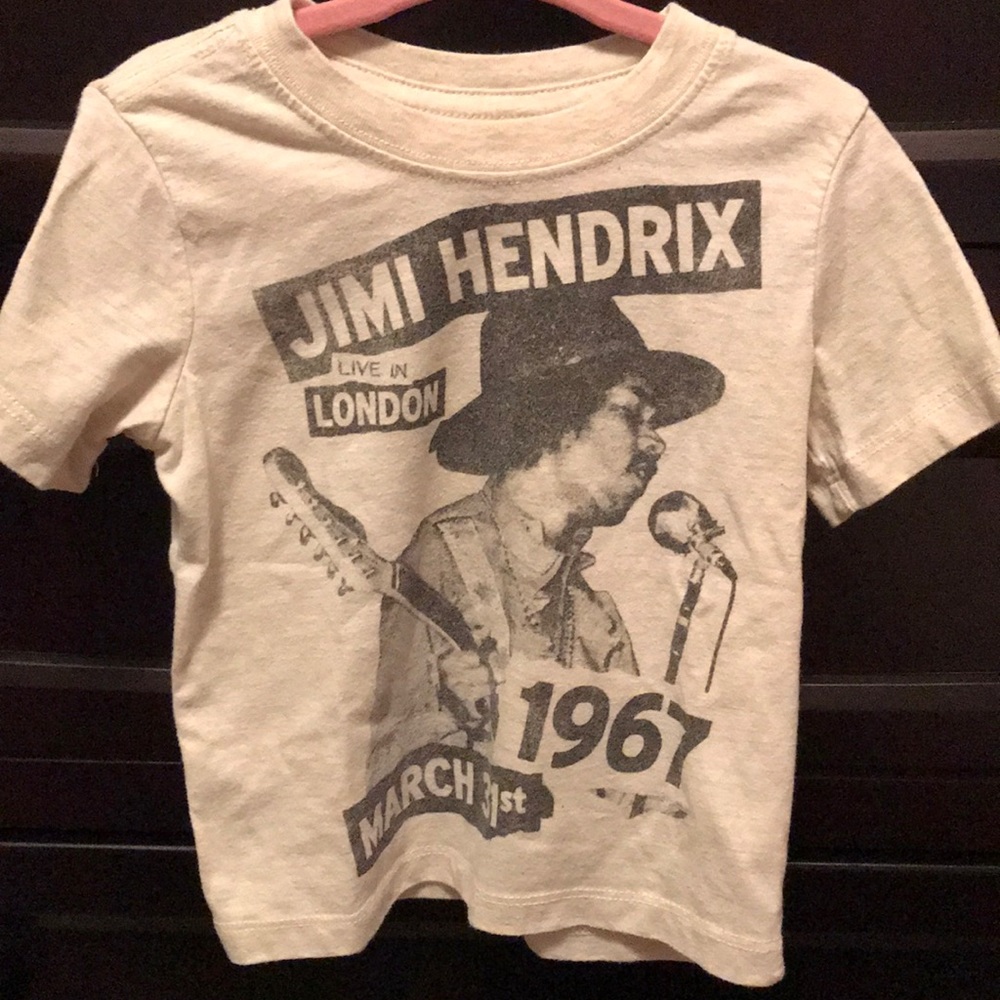 JIMI HENDRIX
LIVE IN
LONDON
1967
MARCH 31st